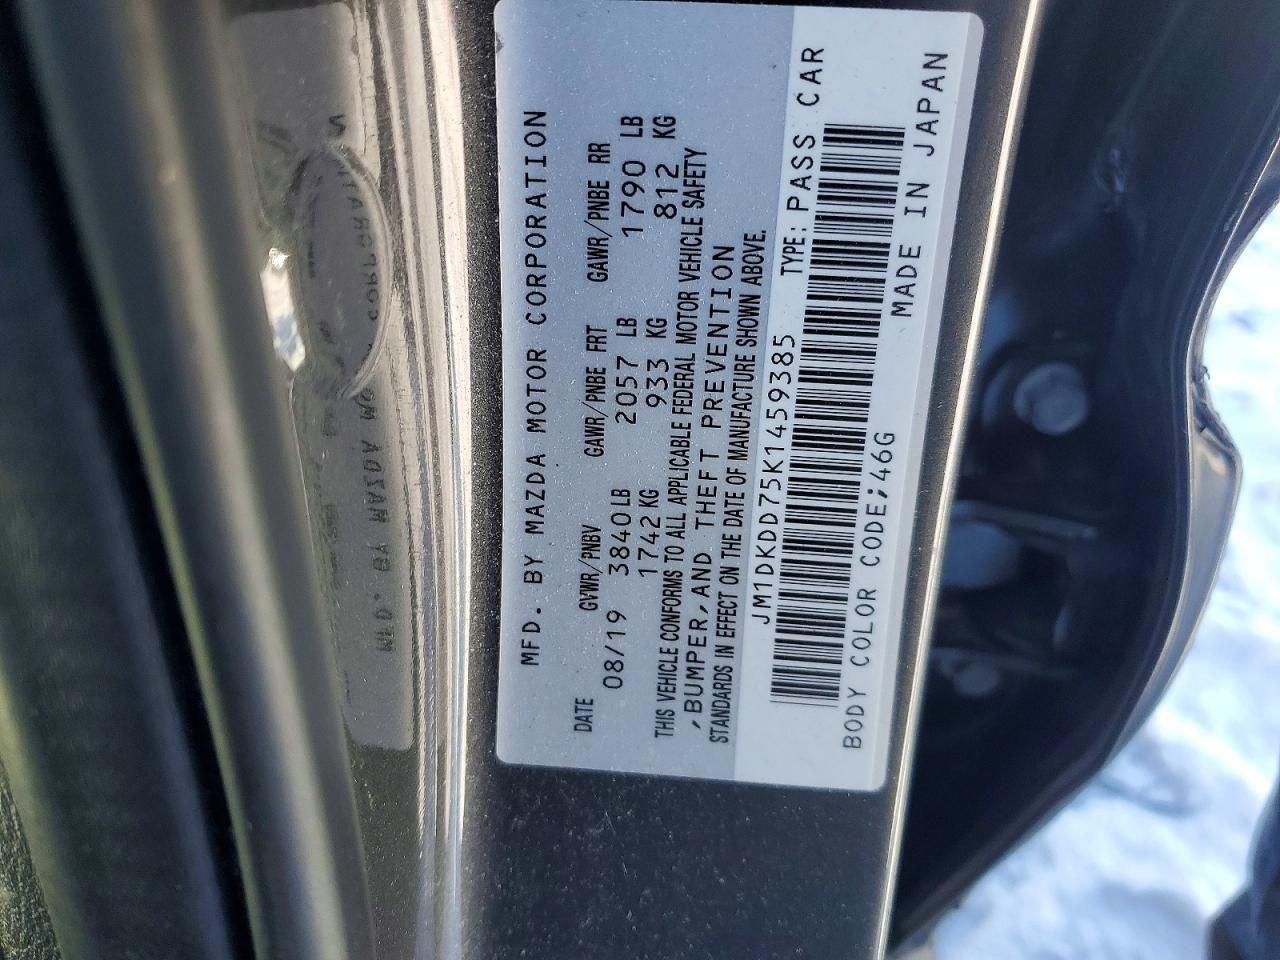 MFD. BY MAZDA MOTOR CORPORATION
DATE GVWR/PNBV GAWR/PNBE FRT GAWR/PNBE RR
08/19 3840 LB 2057 LB 1790 LB
1742 KG 933 KG 812 KG
THIS VEHICLE CONFORMS TO ALL APPLICABLE FEDERAL MOTOR VEHICLE SAFETY
,BUMPER,AND THEFT PREVENTION
STANDARDS IN EFFECT ON THE DATE OF MANUFACTURE SHOWN ABOVE.
JM1DKDD75K1459385 TYPE: PASS CAR
BODY COLOR CODE;46G MADE IN JAPAN